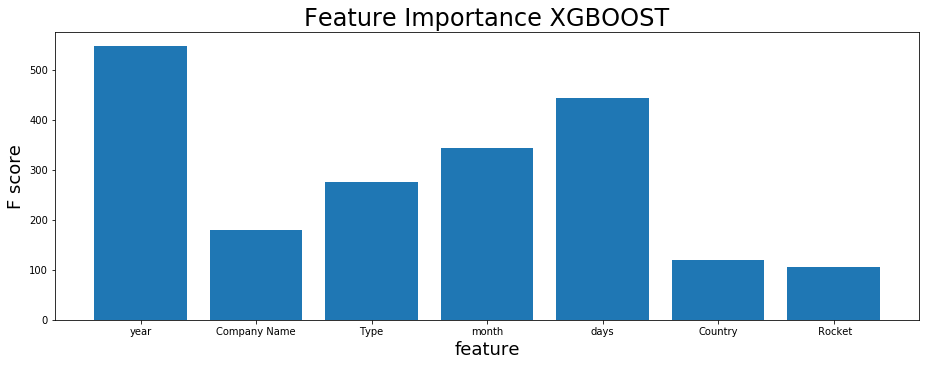 Feature Importance XGBOOST
F score
500
400
300
200
100
0
year Company Name Type month days Country Rocket
feature